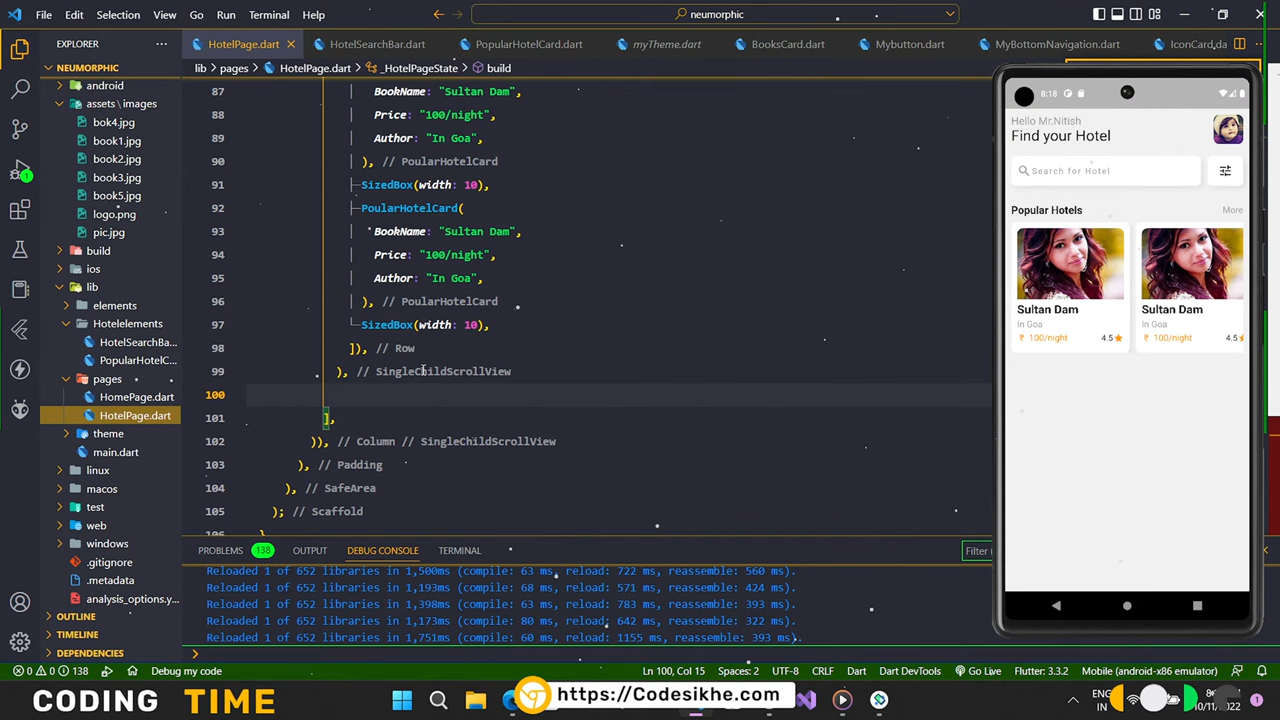 File Edit Selection View Go Run Terminal Help
neumorphic
EXPLORER
HotelPage.dart
HotelSearchBar.dart
PopularHotelCard.dart
myTheme.dart
BooksCard.dart
Mybutton.dart
MyBottomNavigation.dart
IconCard.da
NEUMORPHIC
lib > pages > HotelPage.dart > _HotelPageState > build
android
assets\images
bok4.jpg
book1.jpg
book2.jpg
book3.jpg
book5.jpg
logo.png
pic.jpg
build
ios
lib
elements
Hotelelements
HotelSearchBa...
PopularHotelC...
pages
HomePage.dart
HotelPage.dart
theme
main.dart
linux
macos
test
web
windows
.gitignore
.metadata
analysis_options.y...
OUTLINE
TIMELINE
DEPENDENCIES
87 BookName: "Sultan Dam",
88 Price: "100/night",
89 Author: "In Goa",
90 ), // PoularHotelCard
91 SizedBox(width: 10),
92 PoularHotelCard(
93 BookName: "Sultan Dam",
94 Price: "100/night",
95 Author: "In Goa",
96 ), // PoularHotelCard
97 SizedBox(width: 10),
98 ]), // Row
99 ), // SingleChildScrollView
100
101 ],
102 )), // Column // SingleChildScrollView
103 ), // Padding
104 ), // SafeArea
105 ); // Scaffold
106 }
PROBLEMS 138 OUTPUT DEBUG CONSOLE TERMINAL
Filter
Reloaded 1 of 652 libraries in 1,500ms (compile: 63 ms, reload: 722 ms, reassemble: 560 ms).
Reloaded 1 of 652 libraries in 1,193ms (compile: 68 ms, reload: 571 ms, reassemble: 424 ms).
Reloaded 1 of 652 libraries in 1,398ms (compile: 63 ms, reload: 783 ms, reassemble: 393 ms).
Reloaded 1 of 652 libraries in 1,173ms (compile: 80 ms, reload: 642 ms, reassemble: 322 ms).
Reloaded 1 of 652 libraries in 1,751ms (compile: 60 ms, reload: 1155 ms, reassemble: 393 ms).
8:18
Hello Mr.Nitish
Find your Hotel
Search for Hotel
Popular Hotels More
Sultan Dam Sultan Dam
In Goa In Goa
100/night 4.5 100/night 4.5
0 0 138 Debug my code Ln 100, Col 15 Spaces: 2 UTF-8 CRLF Dart Dart DevTools Go Live Flutter: 3.3.2 Mobile (android-x86 emulator)
CODING TIME
https://Codesikhe.com
ENG
IN
10/11/2022
1